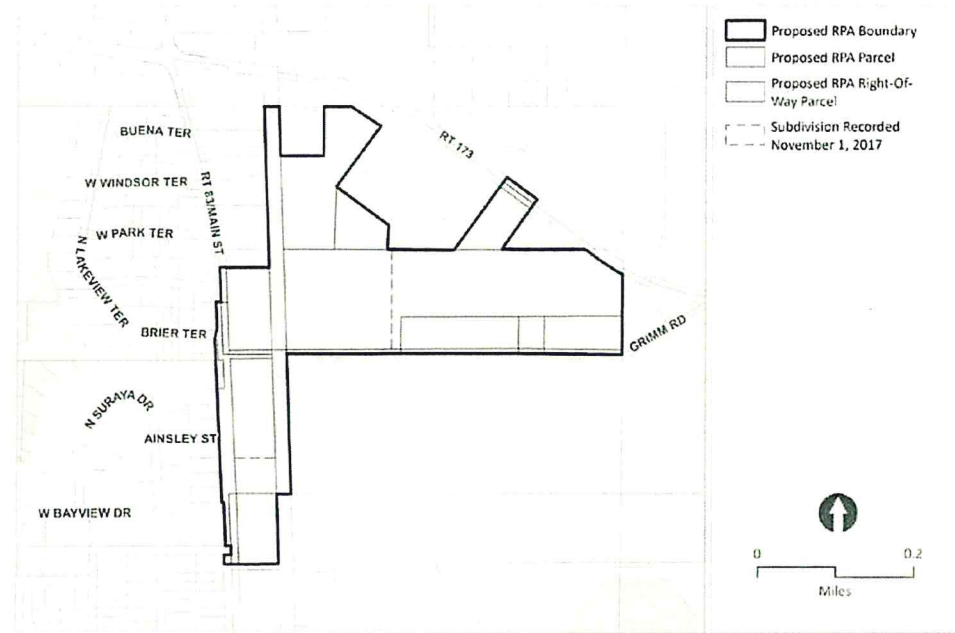 Proposed RPA Boundary
Proposed RPA Parcel
Proposed RPA Right-Of-
Way Parcel
Subdivision Recorded
November 1, 2017
BUENA TER
RT 173
W WINDSOR TER
RT 83/MAIN ST
W PARK TER
N LAKEVIEW TER
BRIER TER
GRIMM RD
N SURAYA DR
AINSLEY ST
W BAYVIEW DR
0 0.2
Miles